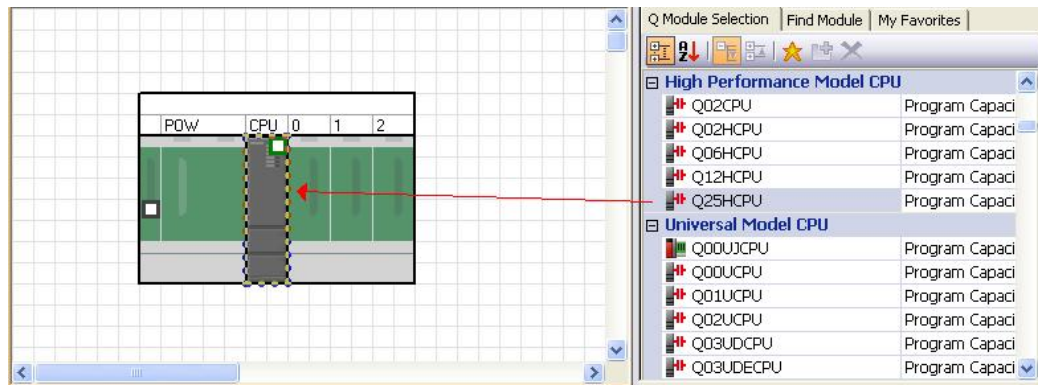 POW CPU 0 1 2
Q Module Selection Find Module My Favorites
High Performance Model CPU
Q02CPU Program Capaci
Q02HCPU Program Capaci
Q06HCPU Program Capaci
Q12HCPU Program Capaci
Q25HCPU Program Capaci
Universal Model CPU
Q00UJCPU Program Capaci
Q00UCPU Program Capaci
Q01UCPU Program Capaci
Q02UCPU Program Capaci
Q03UDCPU Program Capaci
Q03UDECPU Program Capaci